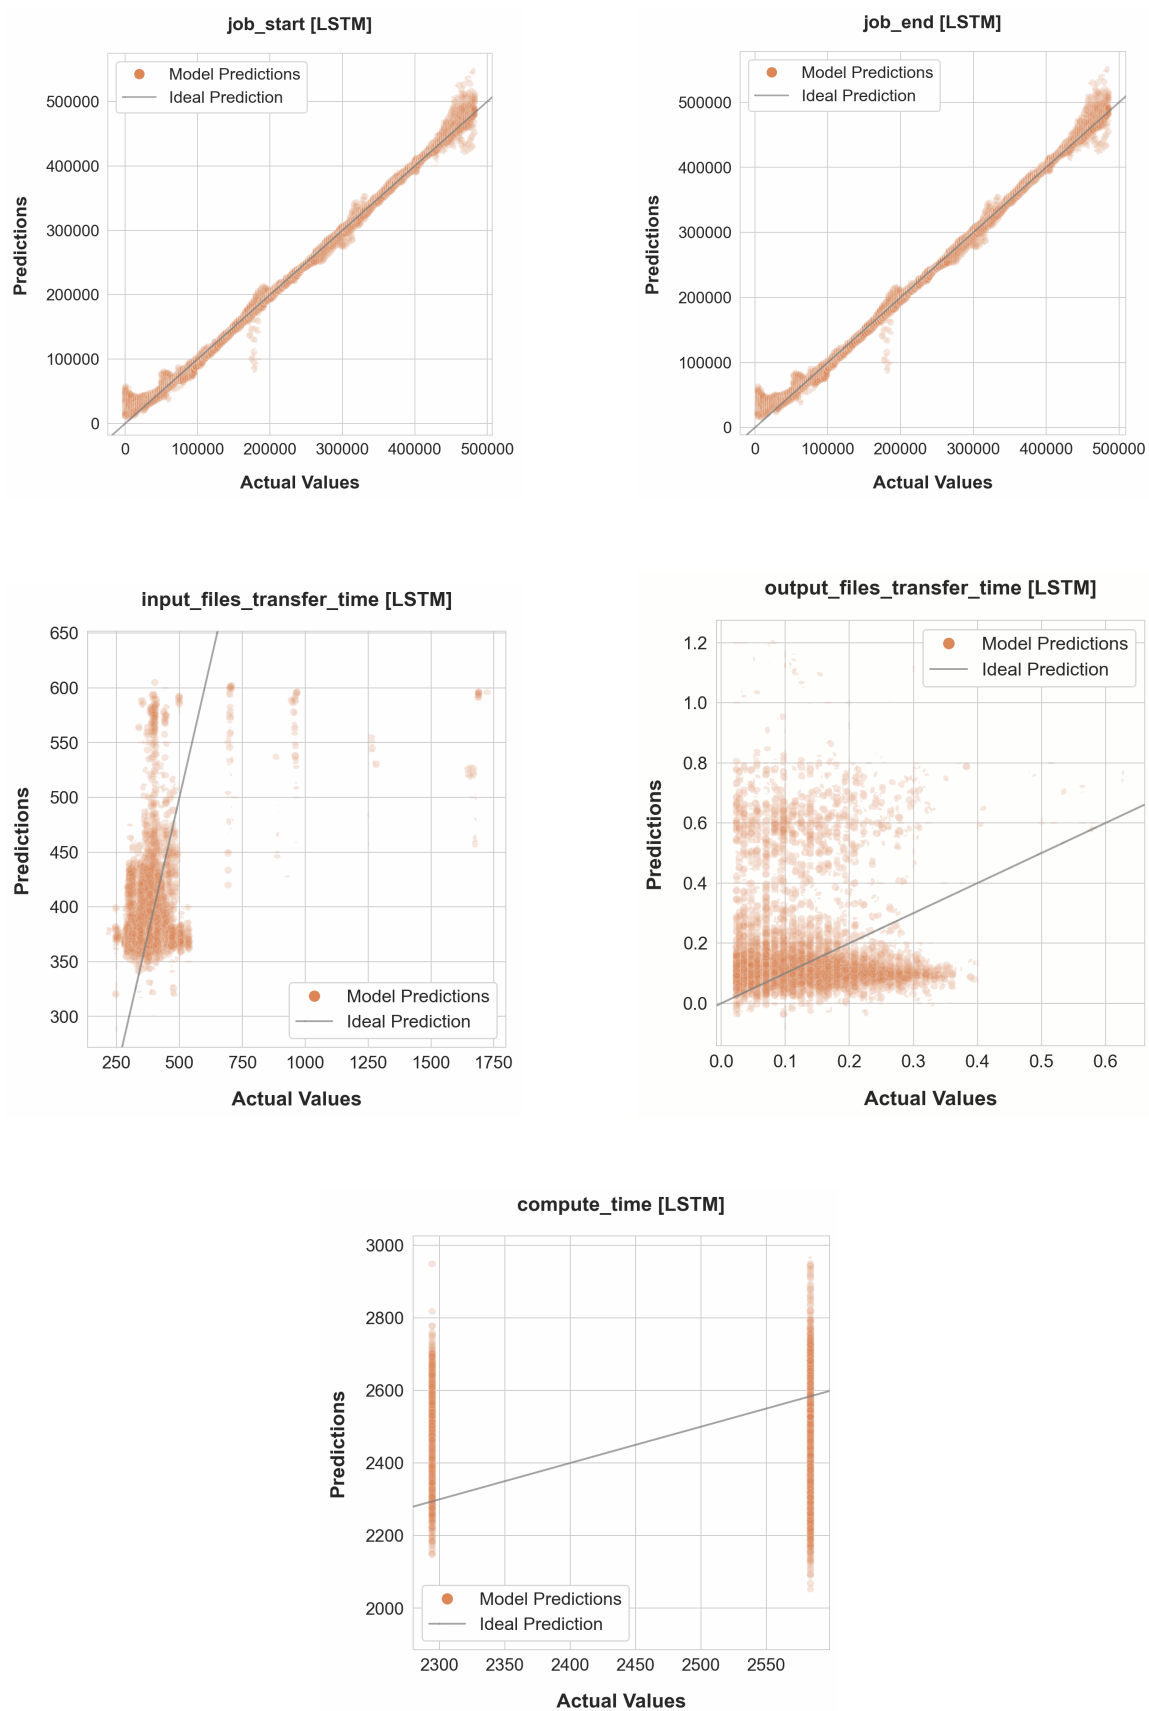 job_start [LSTM]
Model Predictions
Ideal Prediction
500000
400000
300000
200000
100000
0
Predictions
0 100000 200000 300000 400000 500000
Actual Values
job_end [LSTM]
Model Predictions
Ideal Prediction
500000
400000
300000
200000
100000
0
Predictions
0 100000 200000 300000 400000 500000
Actual Values
input_files_transfer_time [LSTM]
650
600
550
500
450
400
350
300
Predictions
Model Predictions
Ideal Prediction
250 500 750 1000 1250 1500 1750
Actual Values
output_files_transfer_time [LSTM]
Model Predictions
Ideal Prediction
1.2
1.0
0.8
0.6
0.4
0.2
0.0
Predictions
0.0 0.1 0.2 0.3 0.4 0.5 0.6
Actual Values
compute_time [LSTM]
3000
2800
2600
2400
2200
2000
Predictions
Model Predictions
Ideal Prediction
2300 2350 2400 2450 2500 2550
Actual Values